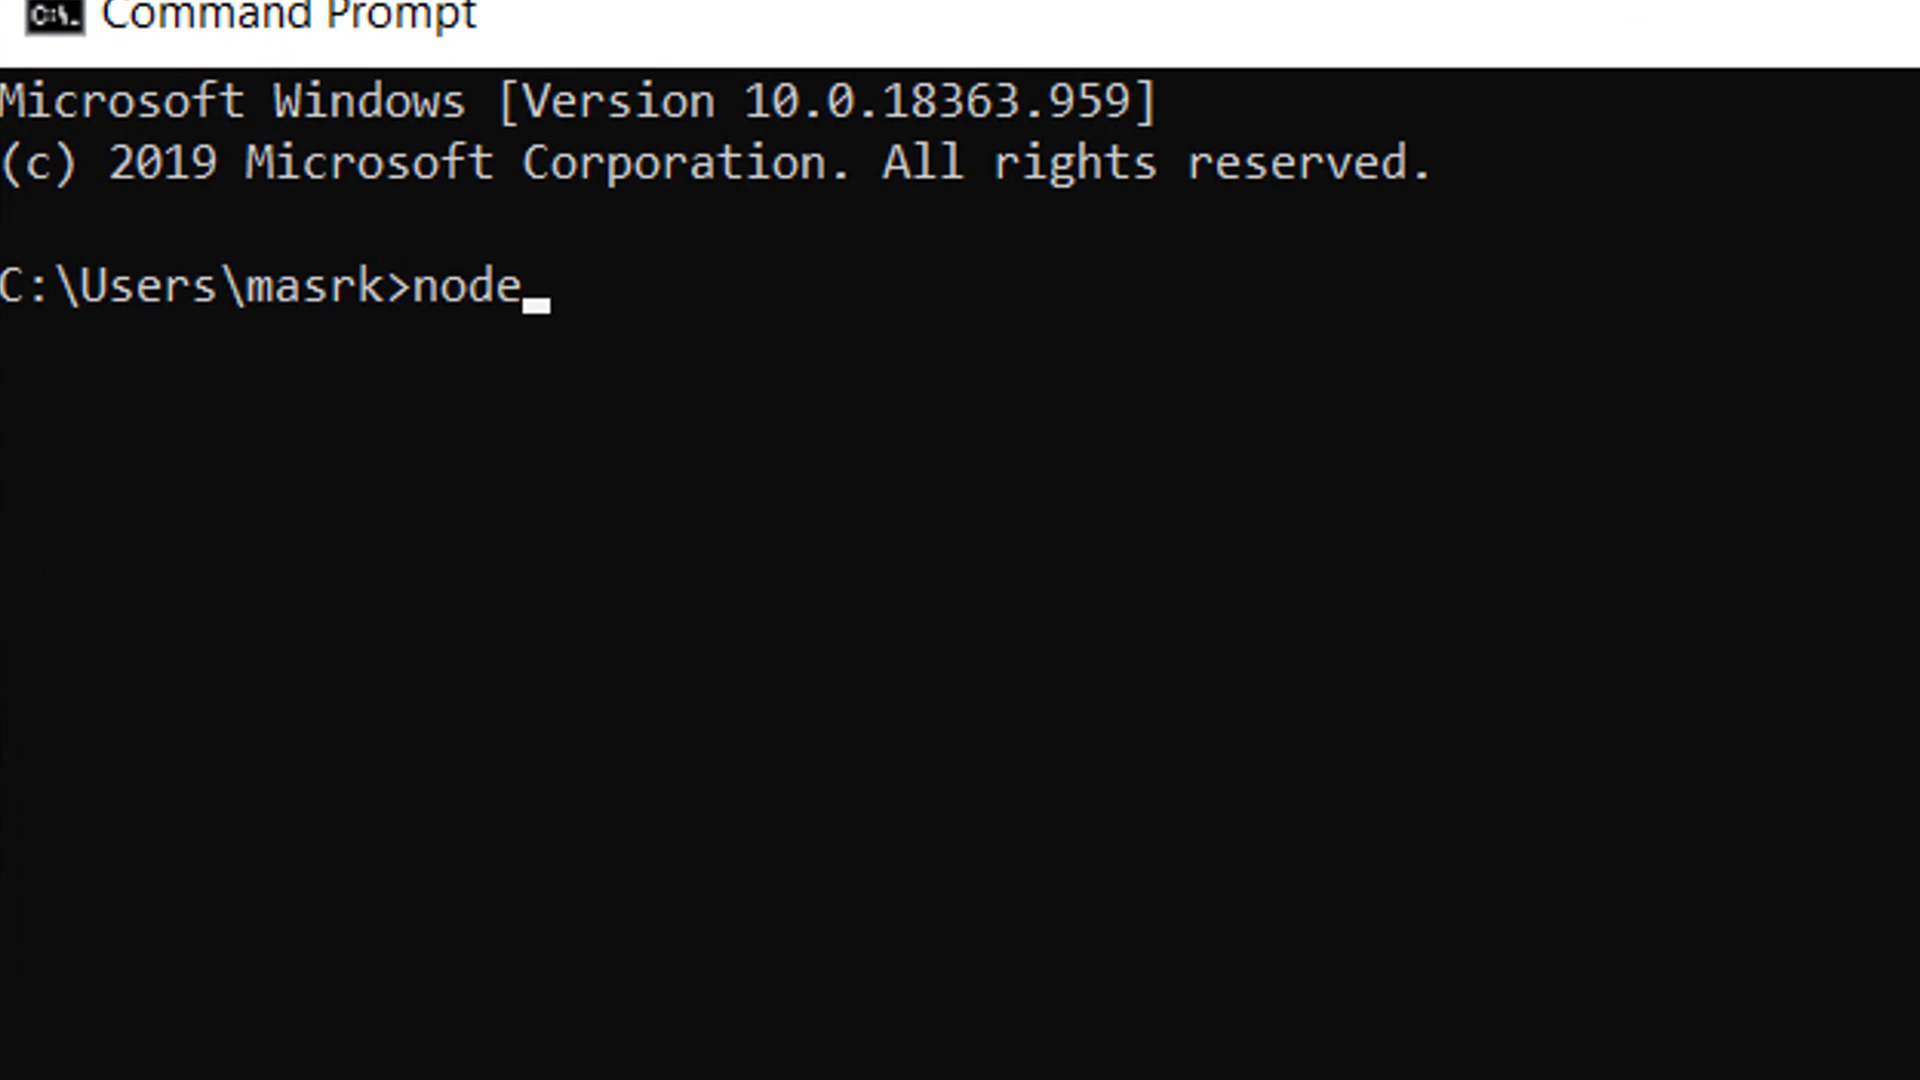 C:\.
Command Prompt
Microsoft Windows [Version 10.0.18363.959]
(c) 2019 Microsoft Corporation. All rights reserved.
C:\Users\masrk>node